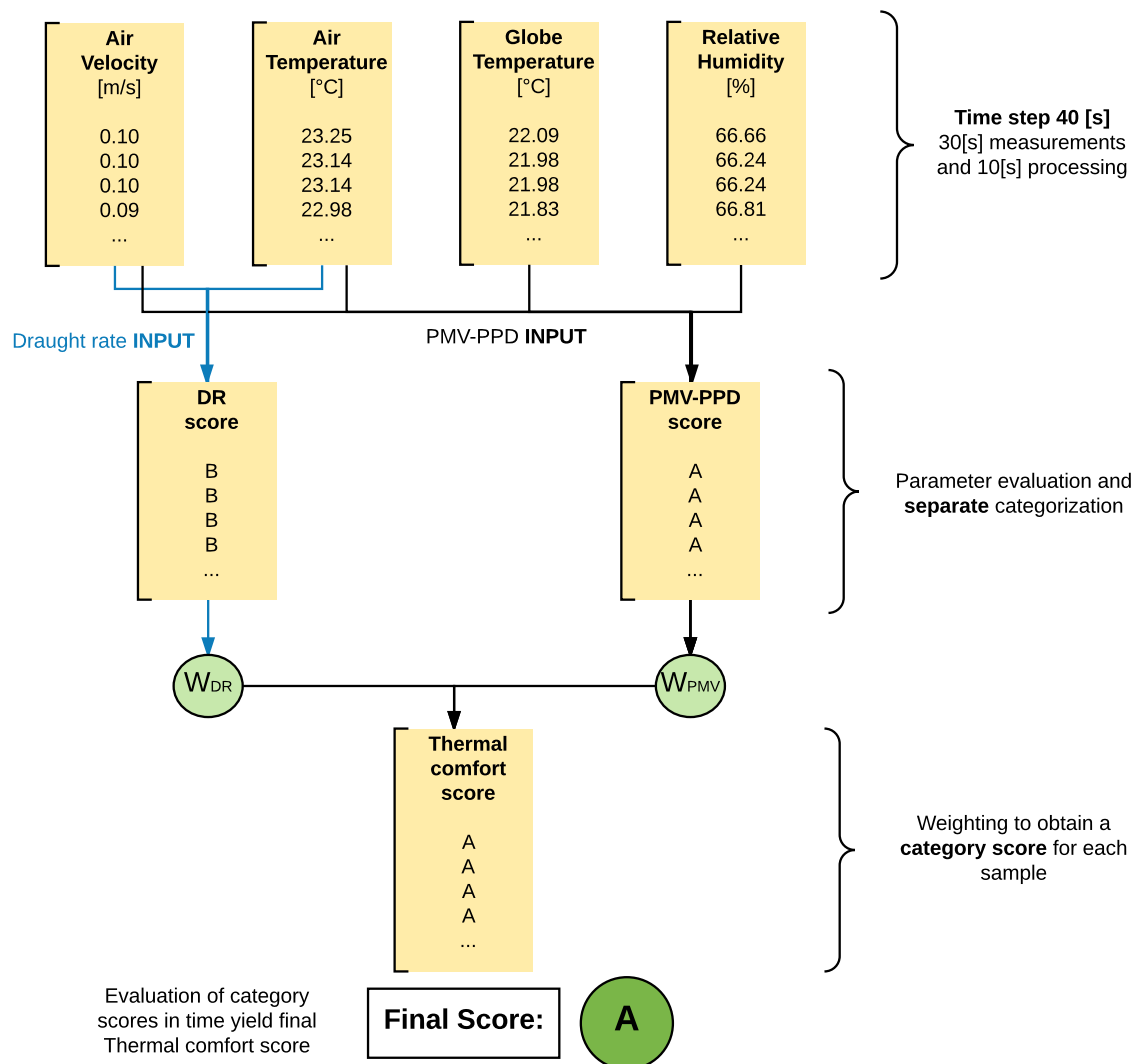 Air
Velocity
[m/s]
0.10
0.10
0.10
0.09
...
Air
Temperature
[°C]
23.25
23.14
23.14
22.98
...
Globe
Temperature
[°C]
22.09
21.98
21.98
21.83
...
Relative
Humidity
[%]
66.66
66.24
66.24
66.81
...
Time step 40 [s]
30[s] measurements
and 10[s] processing
Draught rate INPUT
PMV-PPD INPUT
DR
score
B
B
B
B
...
PMV-PPD
score
A
A
A
A
...
Parameter evaluation and
separate categorization
WDR
WPMV
Thermal
comfort
score
A
A
A
A
...
Weighting to obtain a
category score for each
sample
Evaluation of category
scores in time yield final
Thermal comfort score
Final Score:
A